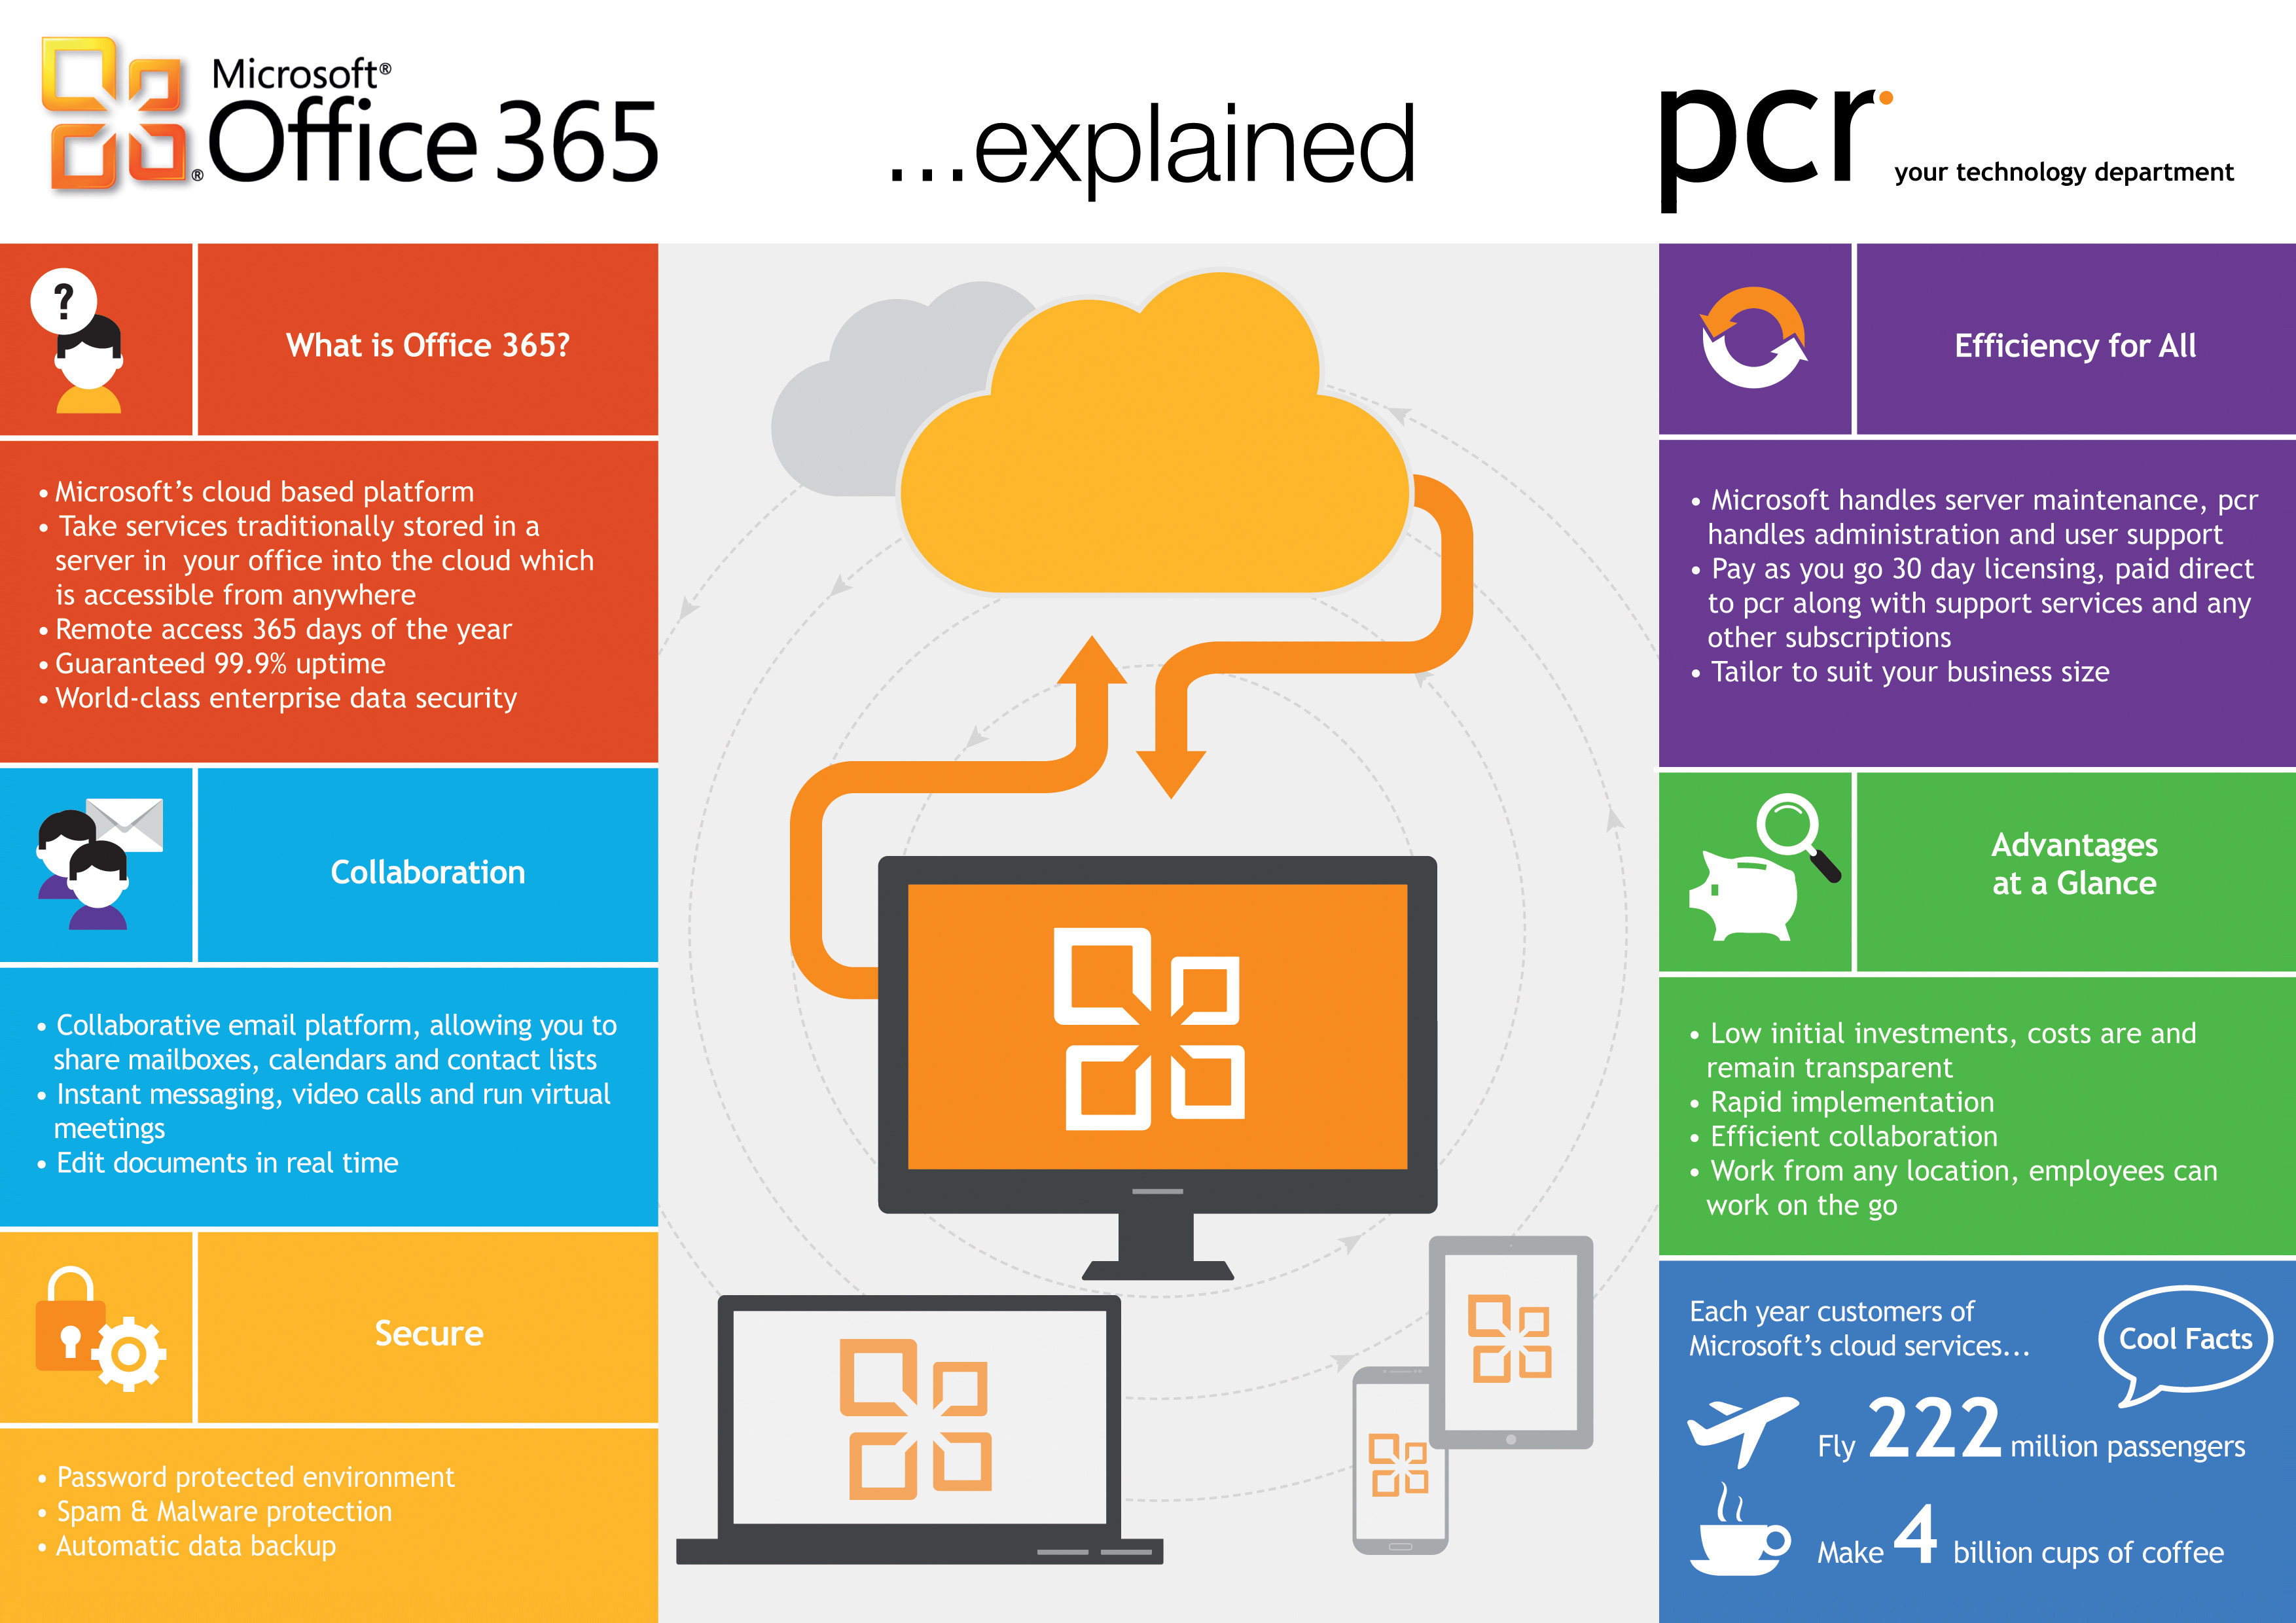 Microsoft®
® Office 365
...explained
pcr
your technology department
?
What is Office 365?
• Microsoft’s cloud based platform
• Take services traditionally stored in a
server in your office into the cloud which
is accessible from anywhere
• Remote access 365 days of the year
• Guaranteed 99.9% uptime
• World-class enterprise data security
Collaboration
• Collaborative email platform, allowing you to
share mailboxes, calendars and contact lists
• Instant messaging, video calls and run virtual
meetings
• Edit documents in real time
Secure
• Password protected environment
• Spam & Malware protection
• Automatic data backup
Efficiency for All
• Microsoft handles server maintenance, pcr
handles administration and user support
• Pay as you go 30 day licensing, paid direct
to pcr along with support services and any
other subscriptions
• Tailor to suit your business size
Advantages
at a Glance
• Low initial investments, costs are and
remain transparent
• Rapid implementation
• Efficient collaboration
• Work from any location, employees can
work on the go
Each year customers of
Microsoft’s cloud services...
Cool Facts
Fly 222 million passengers
Make 4 billion cups of coffee